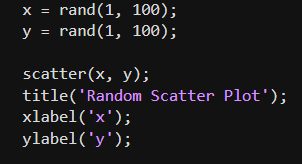 x = rand(1, 100);
y = rand(1, 100);
scatter(x, y);
title('Random Scatter Plot');
xlabel('x');
ylabel('y');